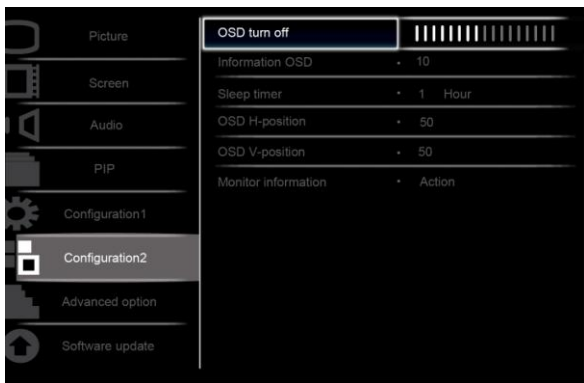 Picture
Screen
Audio
PIP
Configuration1
Configuration2
Advanced option
Software update
OSD turn off
Information OSD • 10
Sleep timer • 1 Hour
OSD H-position • 50
OSD V-position • 50
Monitor information • Action